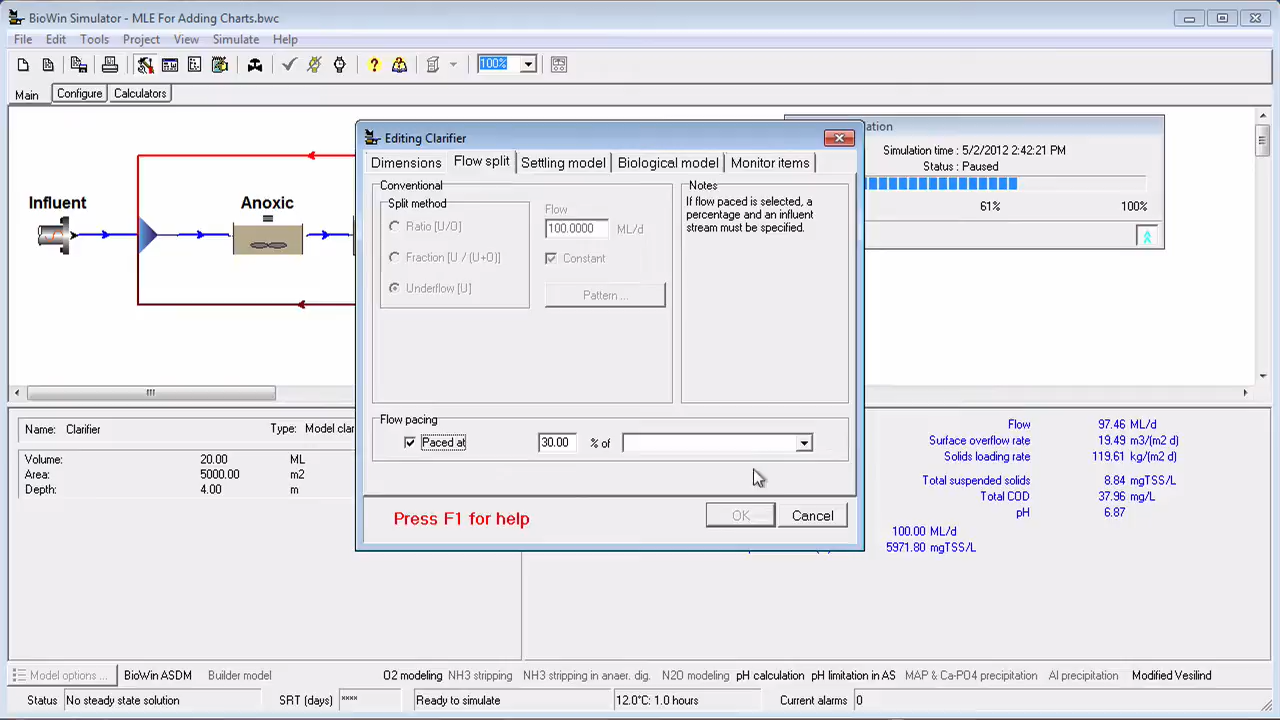 BioWin Simulator - MLE For Adding Charts.bwc
File Edit Tools Project View Simulate Help
100%
Main Configure Calculators
Influent
Anoxic
Editing Clarifier
Dimensions Flow split Settling model Biological model Monitor items
Conventional
Split method
Ratio [U/O]
Fraction [U / (U+O)]
Underflow [U]
Flow
100.0000 ML/d
Constant
Pattern ...
Notes
If flow paced is selected, a
percentage and an influent
stream must be specified.
Flow pacing
Paced at 30.00 % of
Press F1 for help
OK Cancel
ation
Simulation time : 5/2/2012 2:42:21 PM
Status : Paused
61% 100%
Name: Clarifier Type: Model clar
Volume: 20.00 ML
Area: 5000.00 m2
Depth: 4.00 m
Flow 97.46 ML/d
Surface overflow rate 19.49 m3/(m2 d)
Solids loading rate 119.61 kg/(m2 d)
Total suspended solids 8.84 mgTSS/L
Total COD 37.96 mg/L
pH 6.87
100.00 ML/d
5971.80 mgTSS/L
Model options ... BioWin ASDM Builder model O2 modeling NH3 stripping NH3 stripping in anaer. dig. N2O modeling pH calculation pH limitation in AS MAP & Ca-PO4 precipitation Al precipitation Modified Vesilind
Status No steady state solution SRT (days) **** Ready to simulate 12.0°C: 1.0 hours Current alarms 0